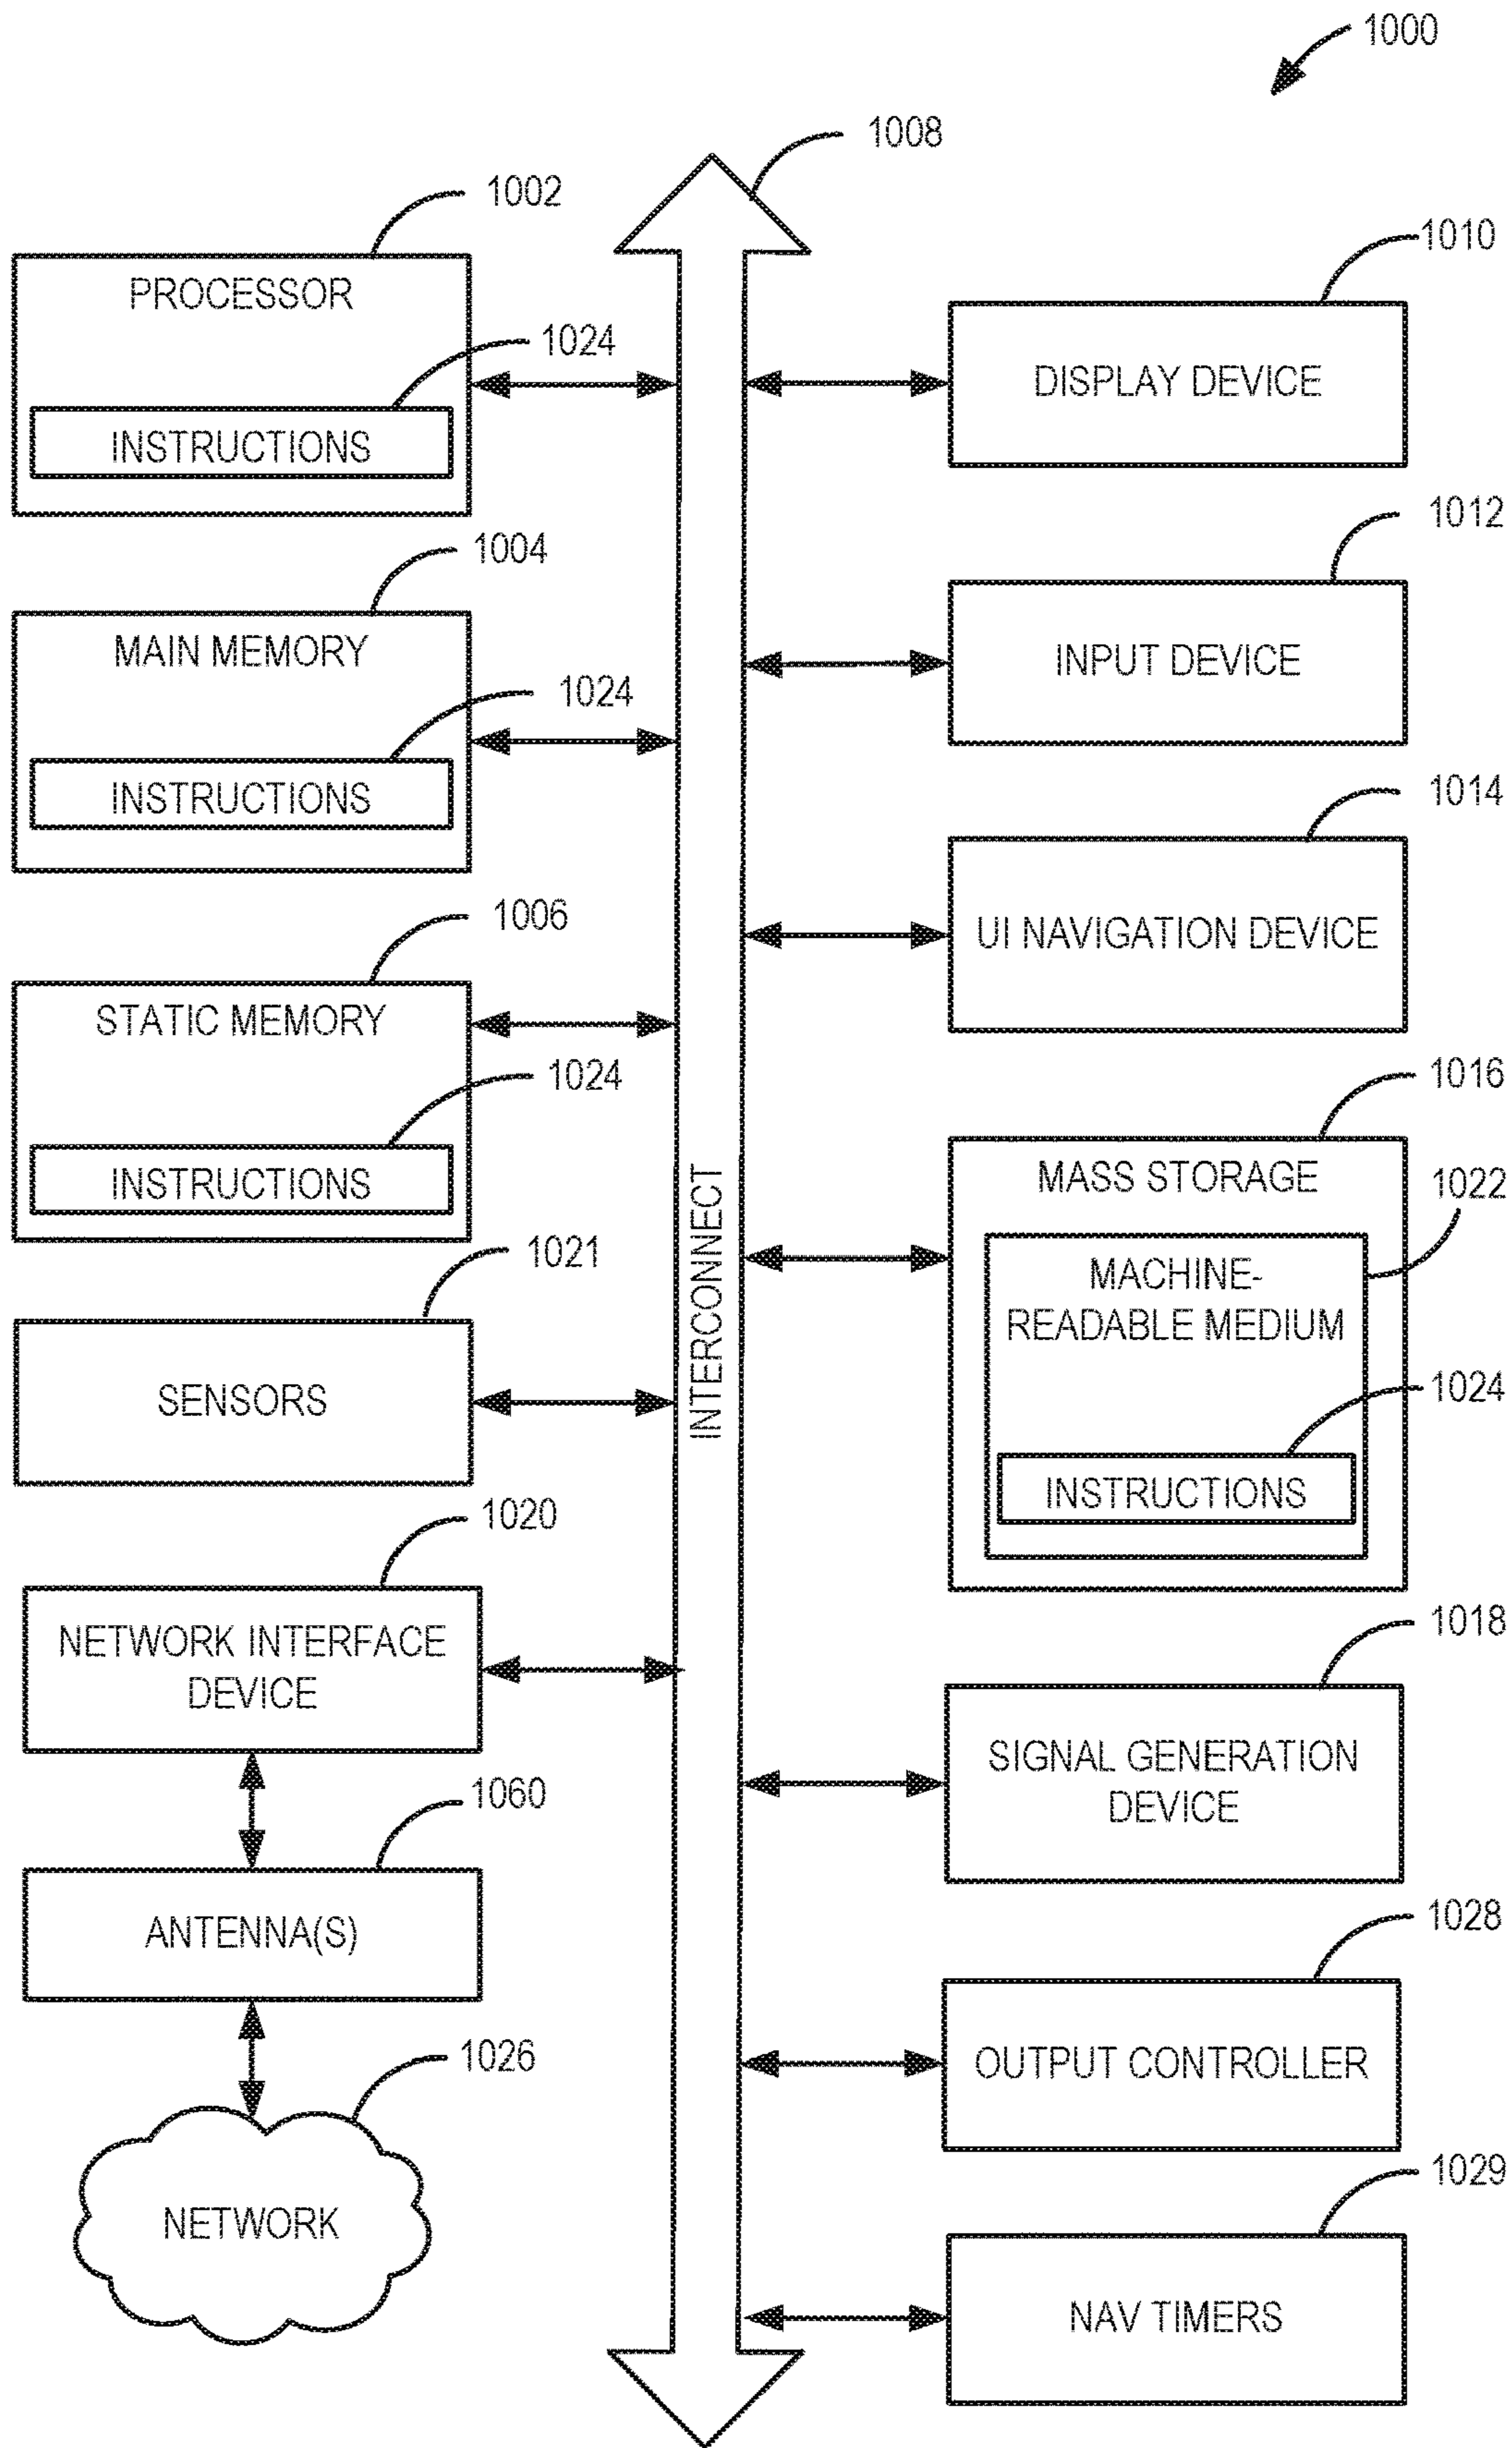 1000
1008
1002
PROCESSOR
1024
INSTRUCTIONS
1004
MAIN MEMORY
1024
INSTRUCTIONS
1006
STATIC MEMORY
1024
INSTRUCTIONS
1021
SENSORS
1020
NETWORK INTERFACE
DEVICE
1060
ANTENNA(S)
1026
NETWORK
INTERCONNECT
1010
DISPLAY DEVICE
1012
INPUT DEVICE
1014
UI NAVIGATION DEVICE
1016
MASS STORAGE
1022
MACHINE-
READABLE MEDIUM
1024
INSTRUCTIONS
1018
SIGNAL GENERATION
DEVICE
1028
OUTPUT CONTROLLER
1029
NAV TIMERS